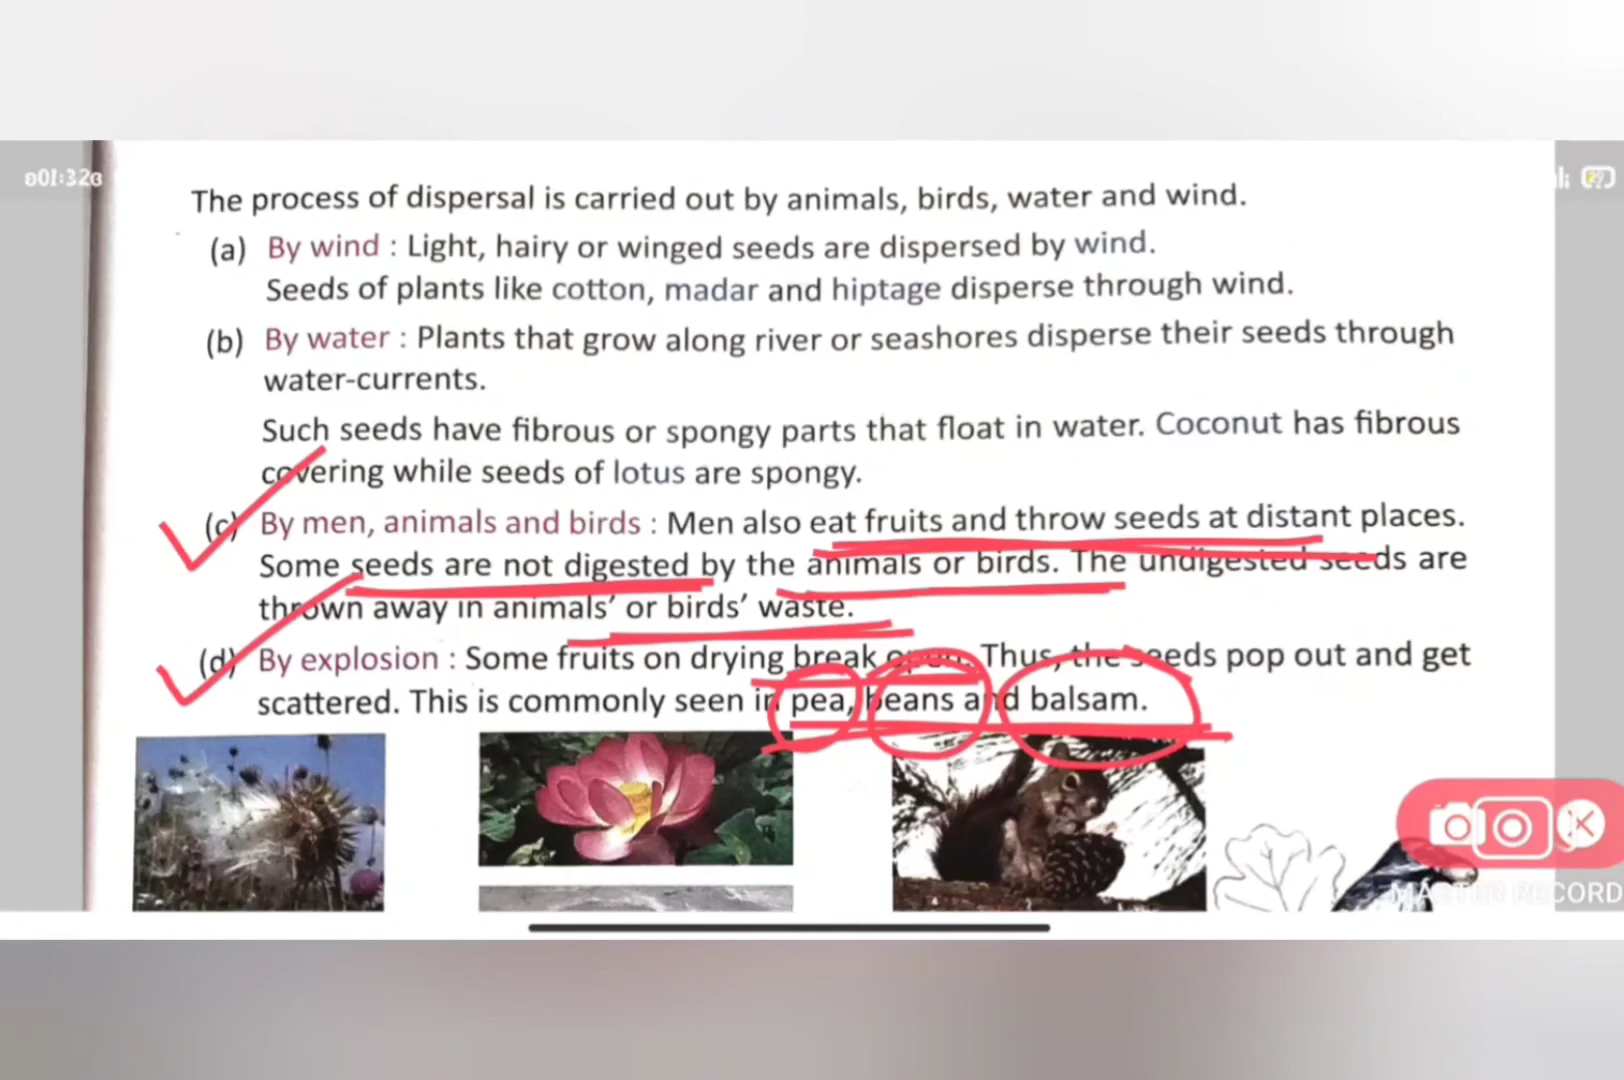 01:32
29
The process of dispersal is carried out by animals, birds, water and wind.
(a) By wind : Light, hairy or winged seeds are dispersed by wind.
Seeds of plants like cotton, madar and hiptage disperse through wind.
(b) By water : Plants that grow along river or seashores disperse their seeds through
water-currents.
Such seeds have fibrous or spongy parts that float in water. Coconut has fibrous
covering while seeds of lotus are spongy.
(c) By men, animals and birds : Men also eat fruits and throw seeds at distant places.
Some seeds are not digested by the animals or birds. The undigested seeds are
thrown away in animals’ or birds’ waste.
(d) By explosion : Some fruits on drying break open. Thus, the seeds pop out and get
scattered. This is commonly seen in pea, beans and balsam.
MASTER RECORD